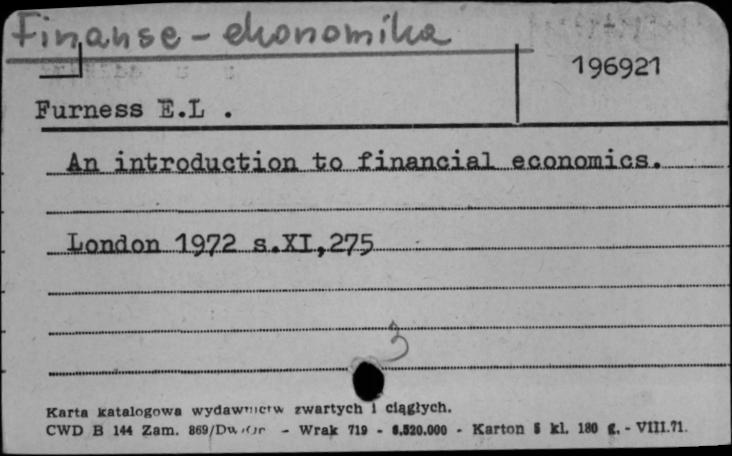 Finanse - ekonomika
196921
Furness E.L .
An introduction to financial economics.
London 1972 s.XI,275
3
Karta katalogowa wydawnictw zwartych i ciągłych.
CWD B 144 Zam. 869/ - Wrak 719 - 6.520.000 - Karton 5 kl. 180 g. - VIII.71.